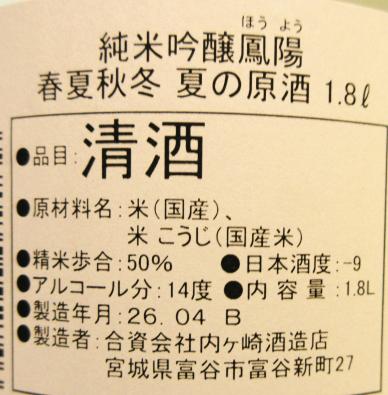 ほう よう
純米吟醸鳳陽
春夏秋冬 夏の原酒 1.8ℓ
●品目:清酒
●原材料名:米(国産)、
米 こうじ(国産米)
●精米歩合:50% ●日本酒度:-9
●アルコール分:14度 ●内 容 量:1.8L
●製造年月:26.04 B
●製造者:合資会社内ヶ崎酒造店
宮城県富谷市富谷新町27